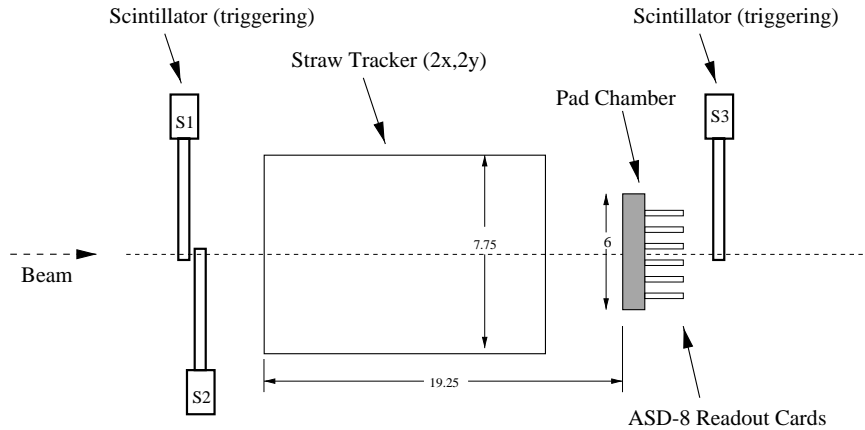 Scintillator (triggering)
Scintillator (triggering)
Straw Tracker (2x,2y)
Pad Chamber
S1
S3
7.75
6
Beam
19.25
S2
ASD-8 Readout Cards